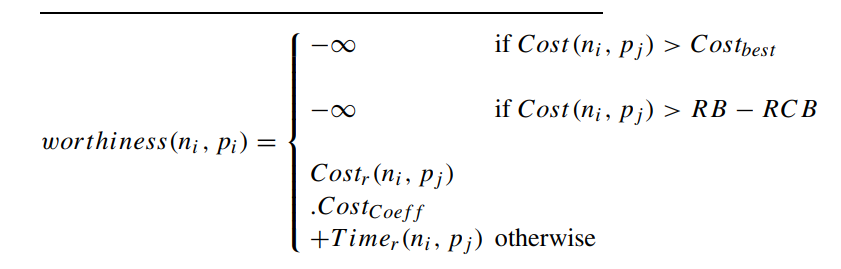 −∞ if Cost(n_i, p_j) > Cost_best
−∞ if Cost(n_i, p_j) > RB − RCB
worthiness(n_i, p_i) =
Cost_r(n_i, p_j)
.Cost_Coeff
+Time_r(n_i, p_j) otherwise